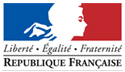 Liberté • Égalité • Fraternité
RÉPUBLIQUE FRANÇAISE